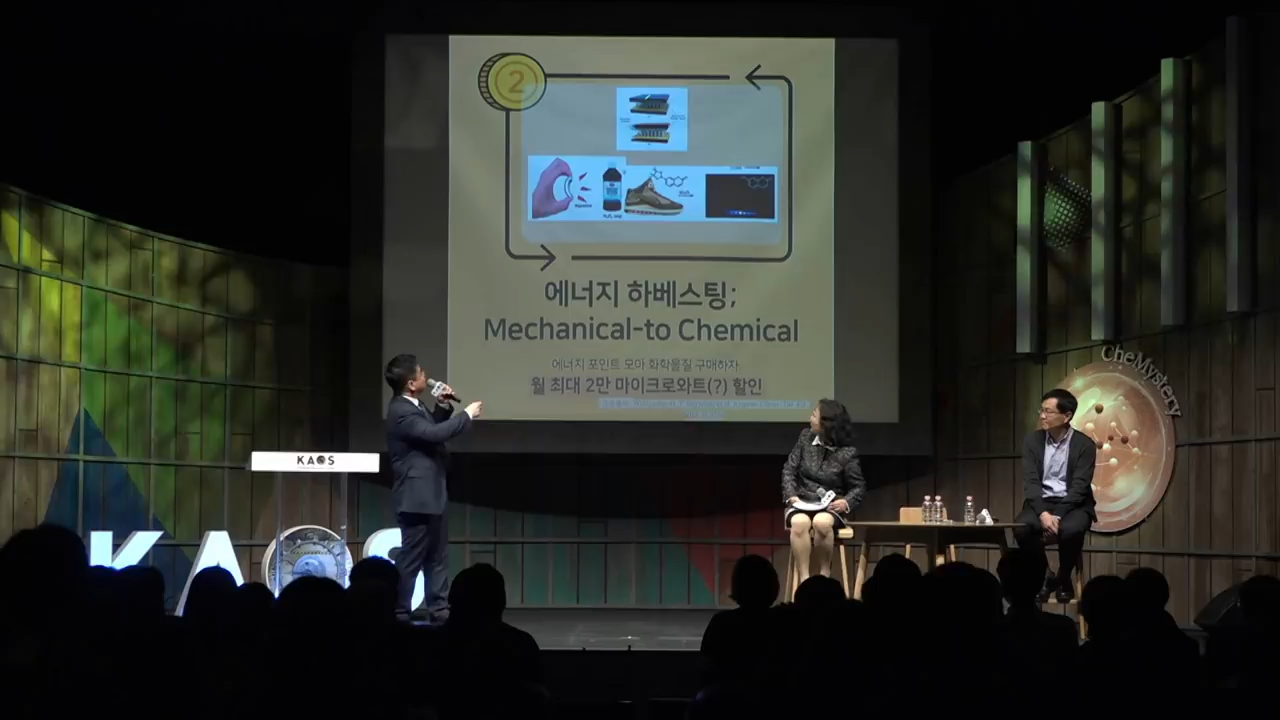 2
에너지 하베스팅;
Mechanical-to Chemical
에너지 포인트 모아 화학물질 구매하자
월 최대 2만 마이크로와트(?) 할인
CheMystery
KAOS
KAOS